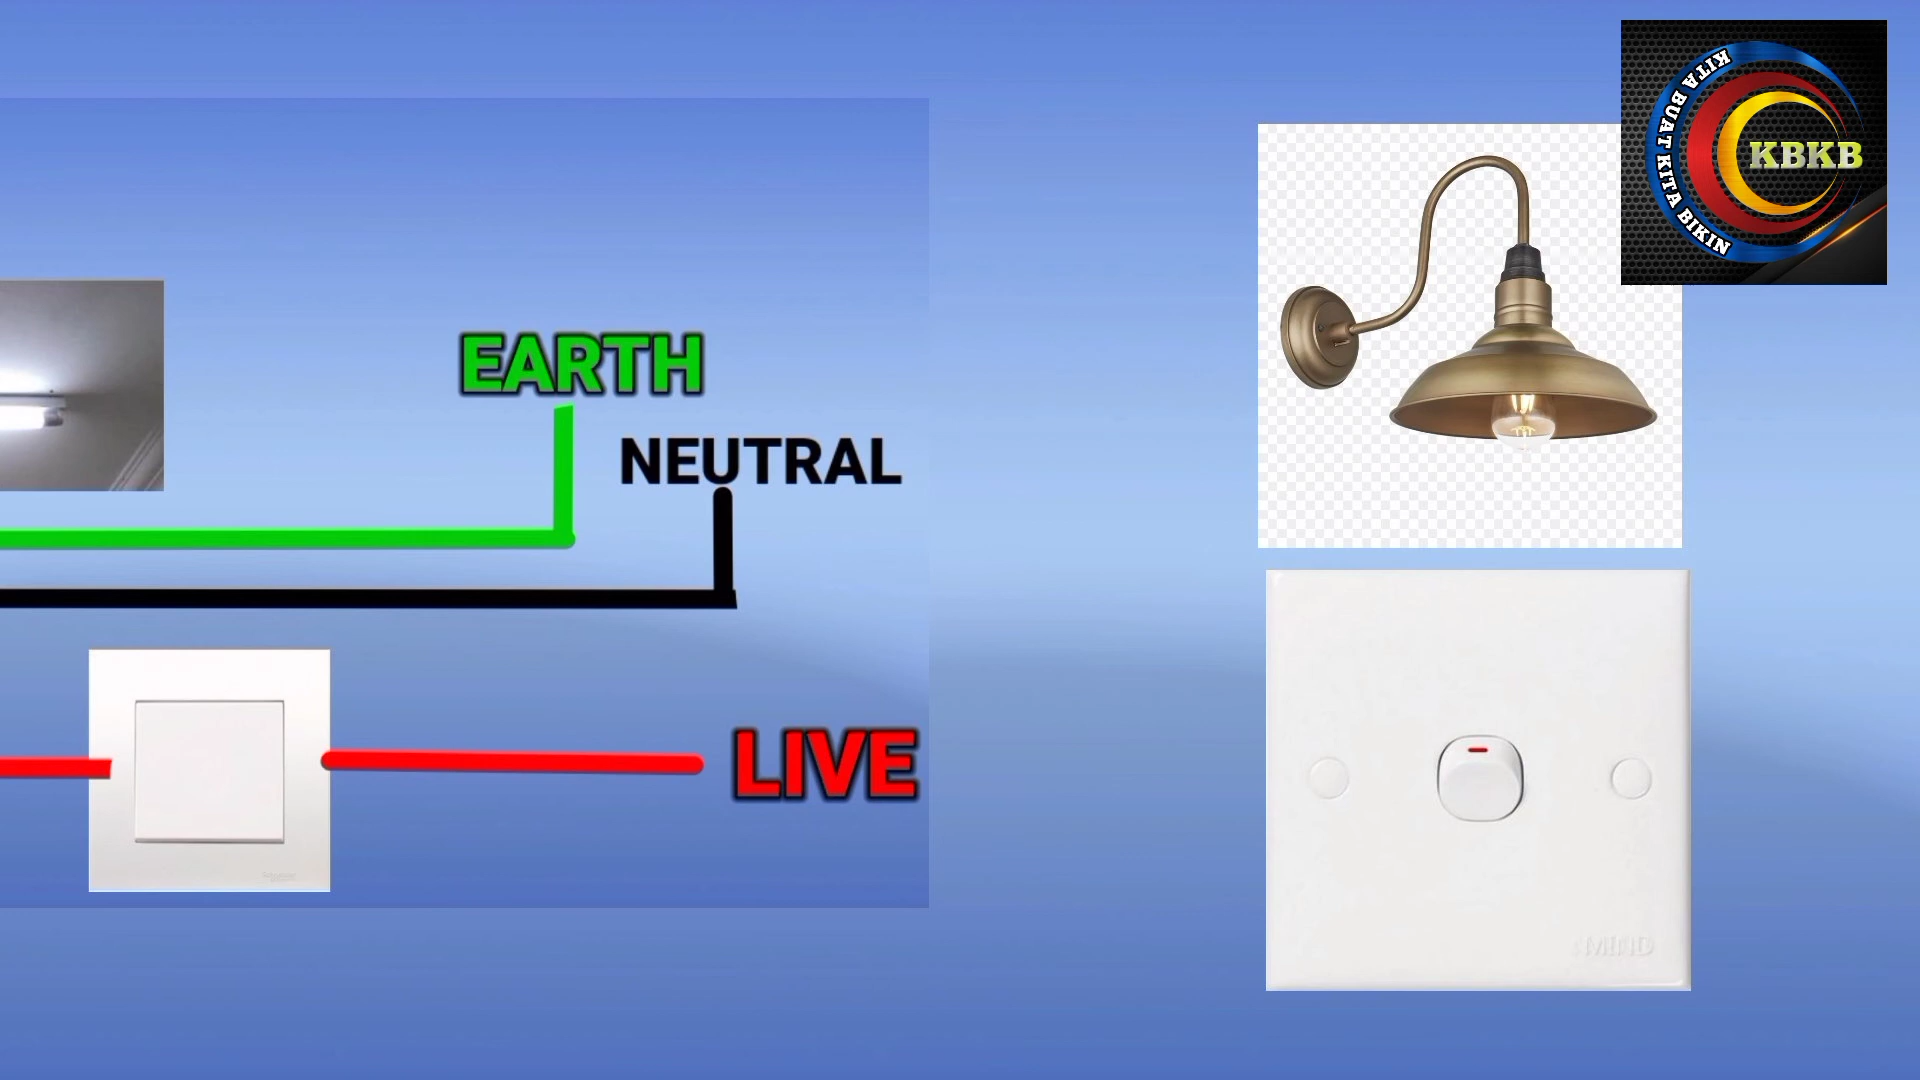 KITA BUAT KITA BIKIN
KBKB
EARTH
NEUTRAL
LIVE
MIND